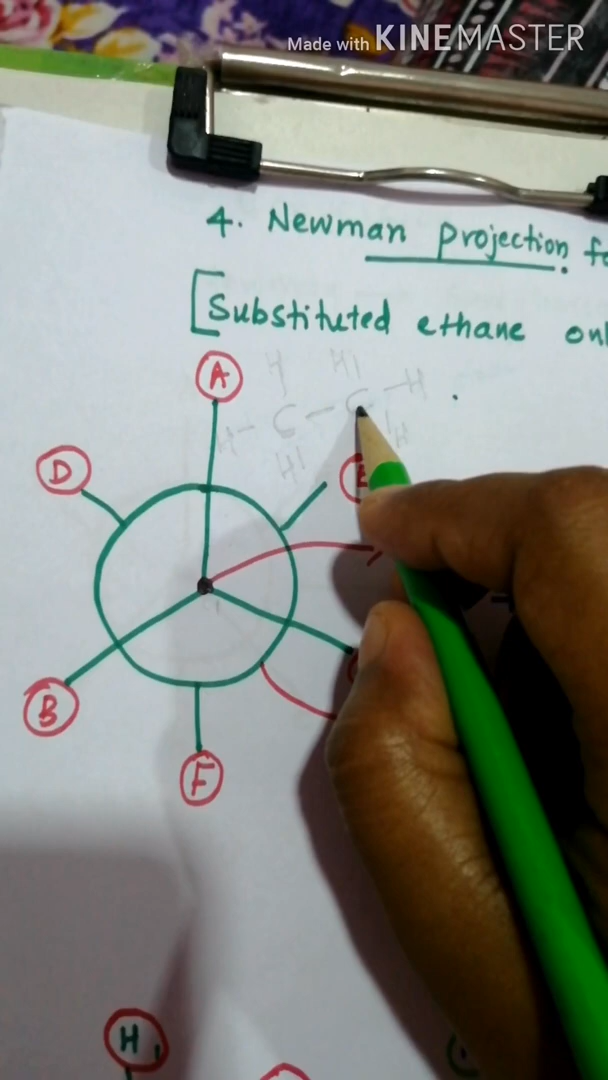 Made with KINEMASTER
4. Newman projection
[Substituted ethane
A
H H
H - C - C - H
H H
D
B
F
H